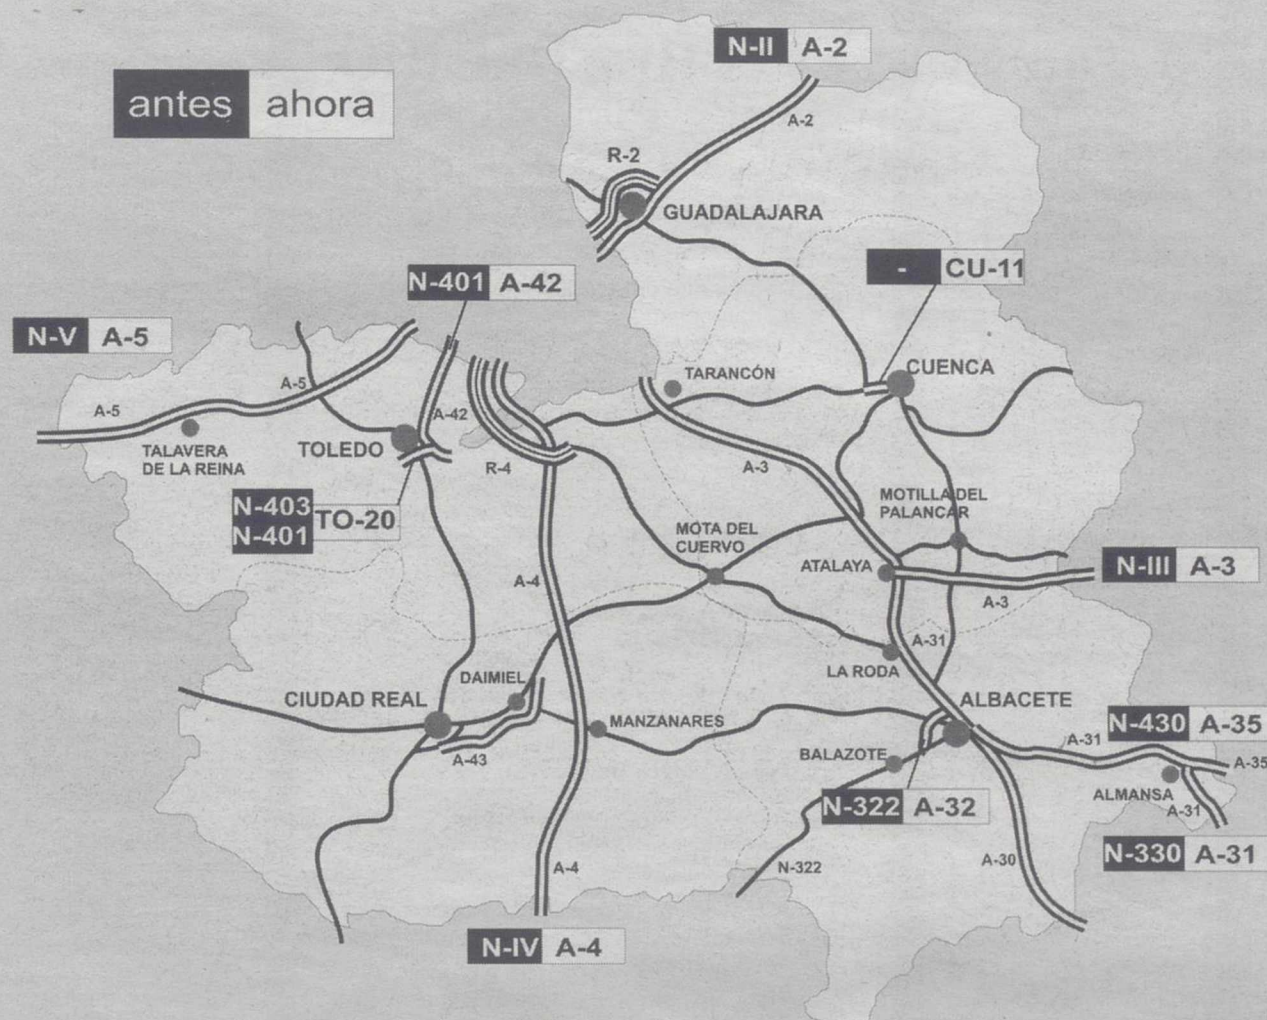 N-II A-2
antes ahora
A-2
R-2
GUADALAJARA
- CU-11
N-401 A-42
N-V A-5
CUENCA
TARANCÓN
A-5
A-5
A-42
TALAVERA
DE LA REINA
TOLEDO
R-4
A-3
N-403
N-401
TO-20
MOTILLA DEL
PALANCAR
MOTA DEL
CUERVO
ATALAYA
N-III A-3
A-4
A-3
A-31
LA RODA
DAIMIEL
CIUDAD REAL
ALBACETE
MANZANARES
N-430 A-35
A-31
A-43
BALAZOTE
A-35
ALMANSA
N-322 A-32
A-31
N-330 A-31
A-30
A-4
N-322
N-IV A-4